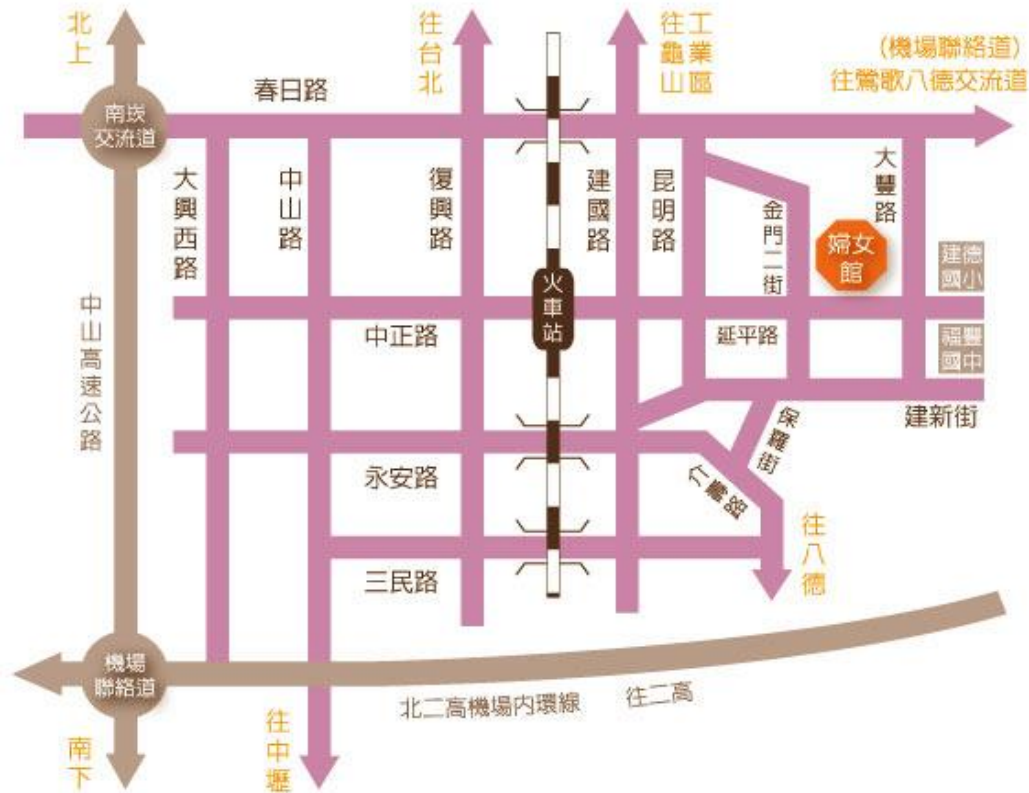 北上
往台北
往龜山
工業區
(機場聯絡道)
往鶯歌八德交流道
春日路
南崁
交流道
大興西路
中山路
復興路
建國路
昆明路
金門二街
大豐路
婦女
館
建德
國小
火車站
中山高速公路
中正路
延平路
福豐
國中
建新街
保羅街
永安路
介壽路
往八德
三民路
機場
聯絡道
北二高機場內環線
往二高
南下
往中壢